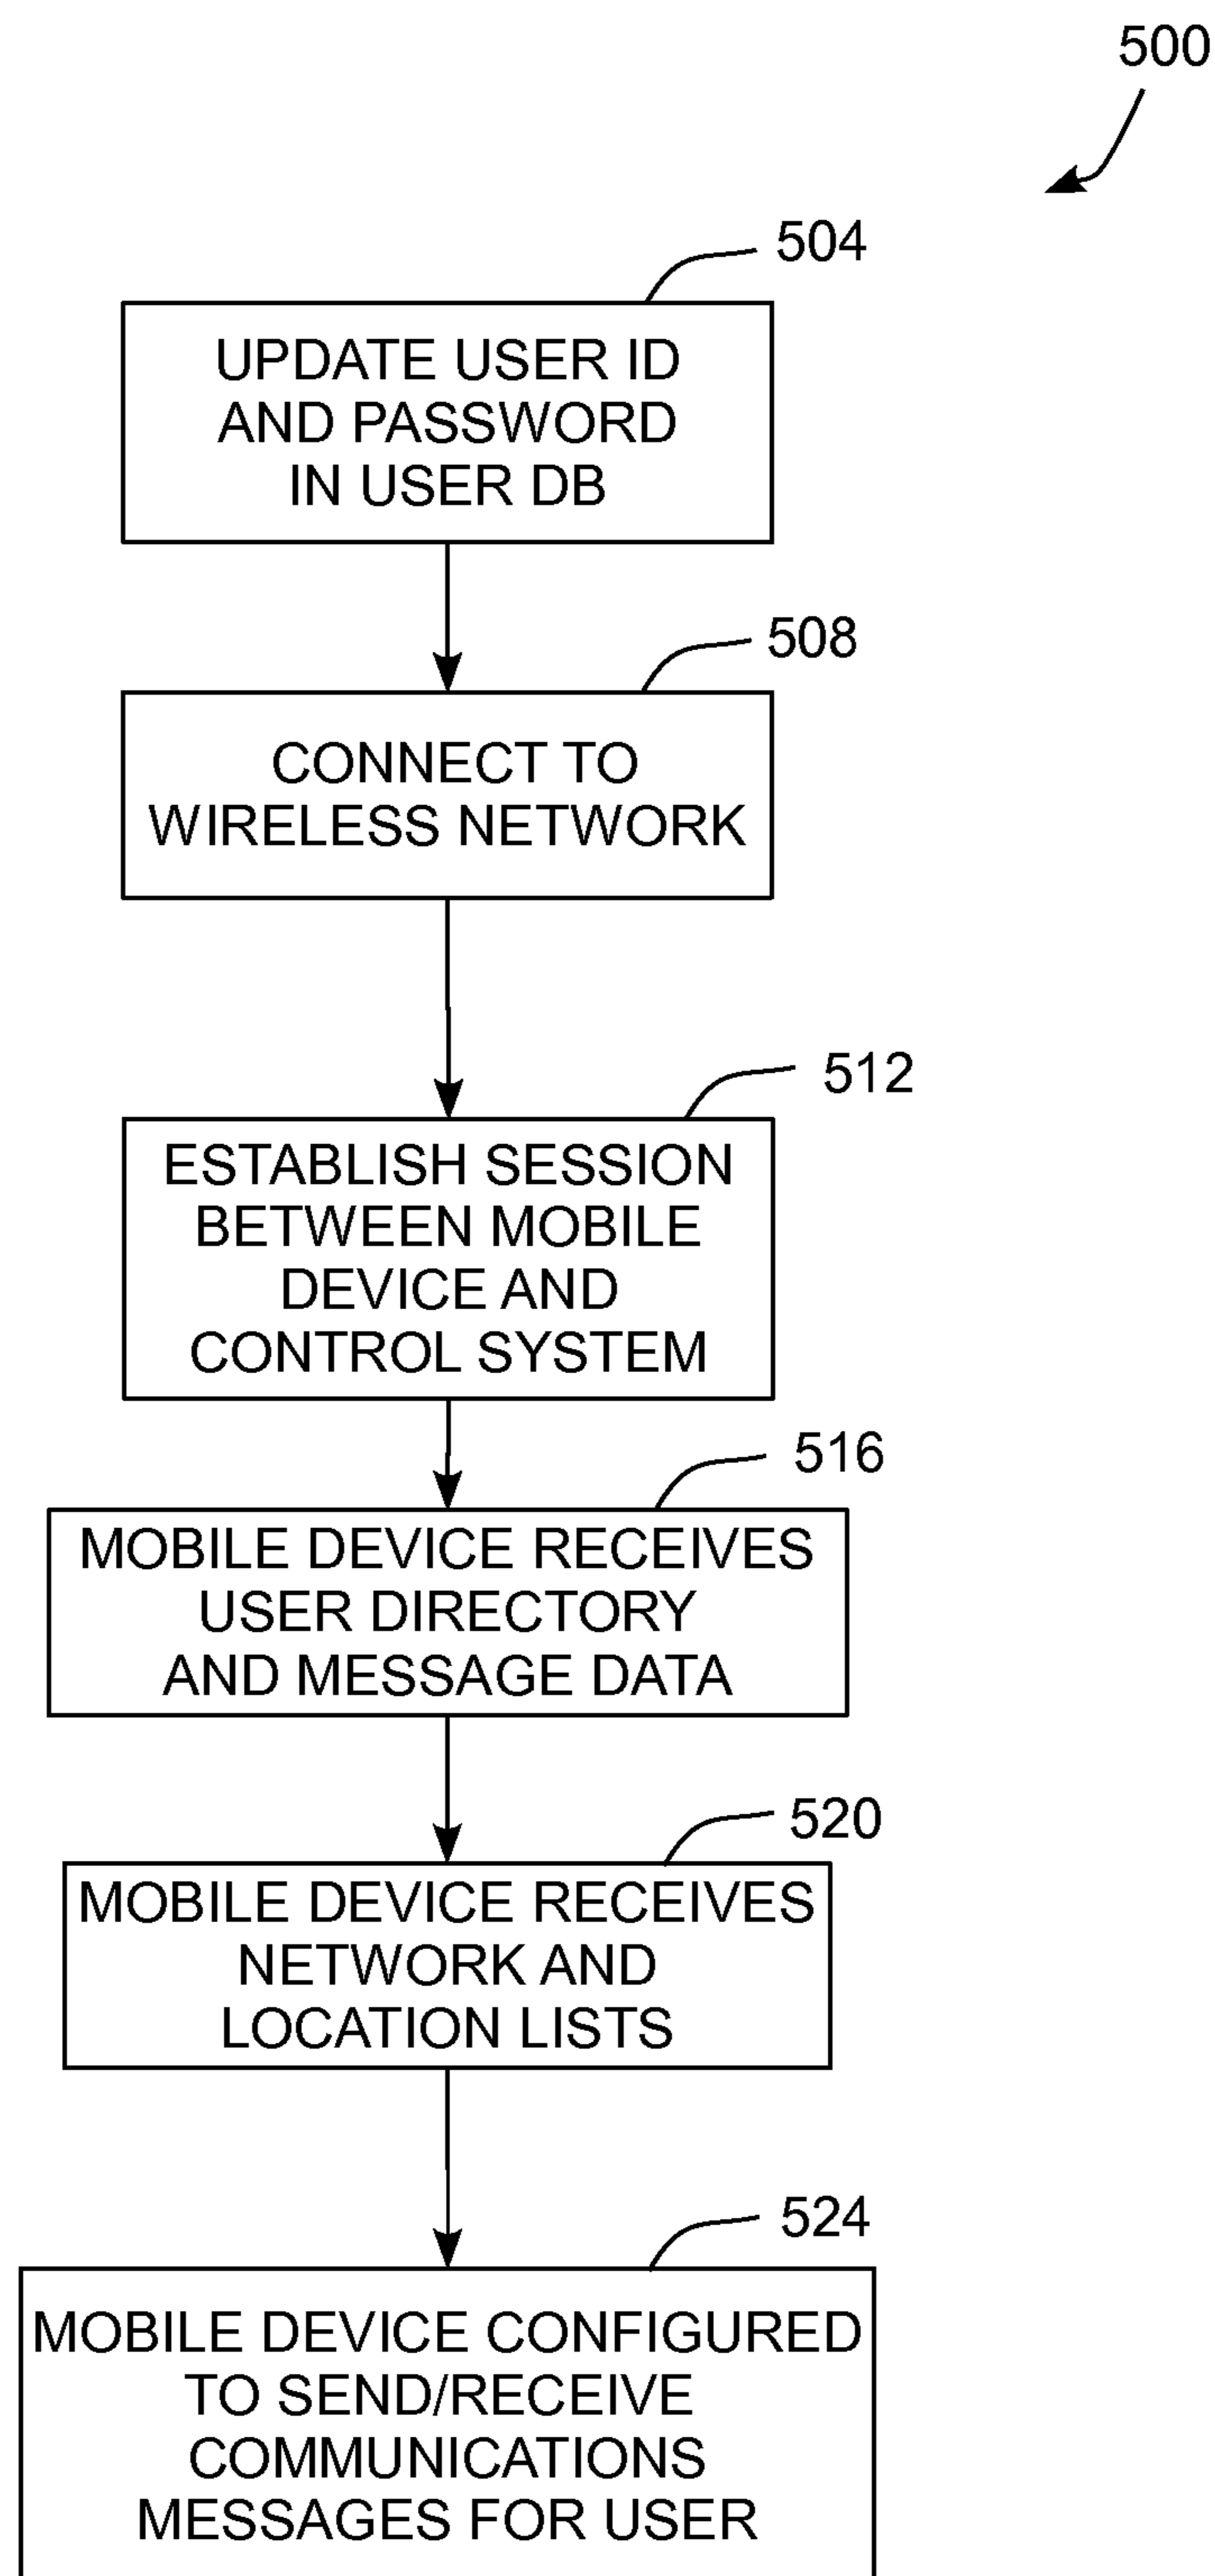 500
504
UPDATE USER ID
AND PASSWORD
IN USER DB
508
CONNECT TO
WIRELESS NETWORK
512
ESTABLISH SESSION
BETWEEN MOBILE
DEVICE AND
CONTROL SYSTEM
516
MOBILE DEVICE RECEIVES
USER DIRECTORY
AND MESSAGE DATA
520
MOBILE DEVICE RECEIVES
NETWORK AND
LOCATION LISTS
524
MOBILE DEVICE CONFIGURED
TO SEND/RECEIVE
COMMUNICATIONS
MESSAGES FOR USER